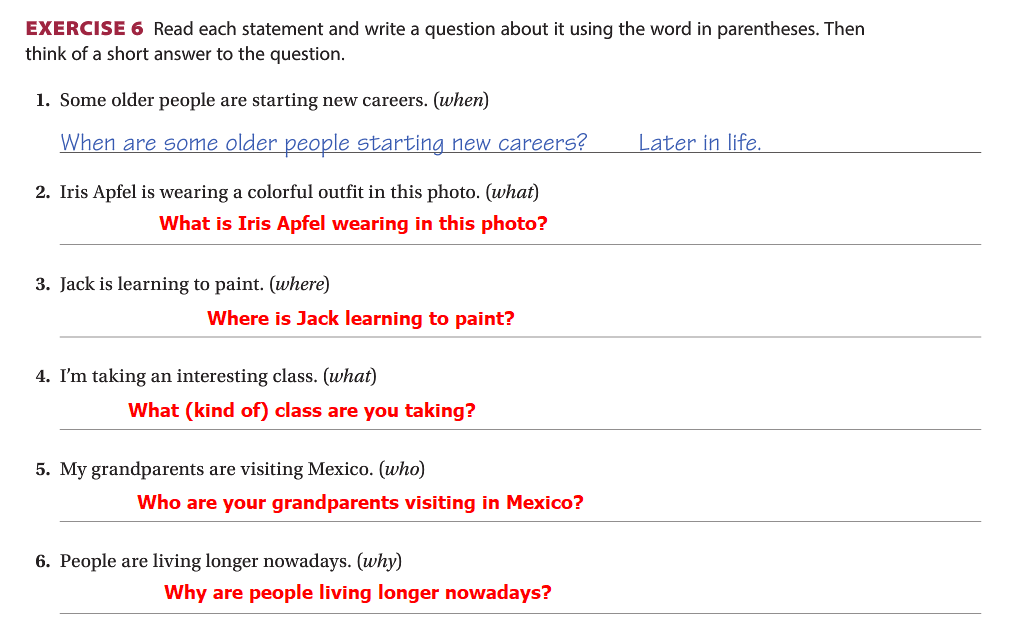 EXERCISE 6 Read each statement and write a question about it using the word in parentheses. Then
think of a short answer to the question.
1. Some older people are starting new careers. (when)
When are some older people starting new careers? Later in life.
2. Iris Apfel is wearing a colorful outfit in this photo. (what)
What is Iris Apfel wearing in this photo?
3. Jack is learning to paint. (where)
Where is Jack learning to paint?
4. I'm taking an interesting class. (what)
What (kind of) class are you taking?
5. My grandparents are visiting Mexico. (who)
Who are your grandparents visiting in Mexico?
6. People are living longer nowadays. (why)
Why are people living longer nowadays?